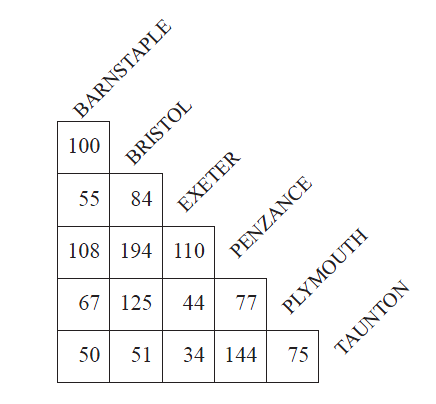 BARNSTAPLE
100 BRISTOL
55 84 EXETER
108 194 110 PENZANCE
67 125 44 77 PLYMOUTH
50 51 34 144 75 TAUNTON